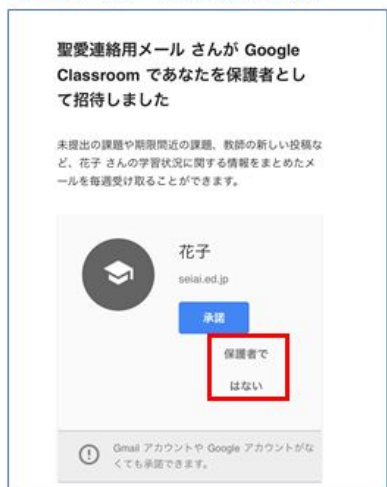 聖愛連絡用メール さんが Google
Classroom であなたを保護者とし
て招待しました
未提出の課題や期限間近の課題、教師の新しい投稿な
ど、花子 さんの学習状況に関する情報をまとめたメ
ールを毎週受け取ることができます。
花子
seiai.ed.jp
承諾
保護者で
はない
Gmail アカウントや Google アカウントがな
くても承諾できます。